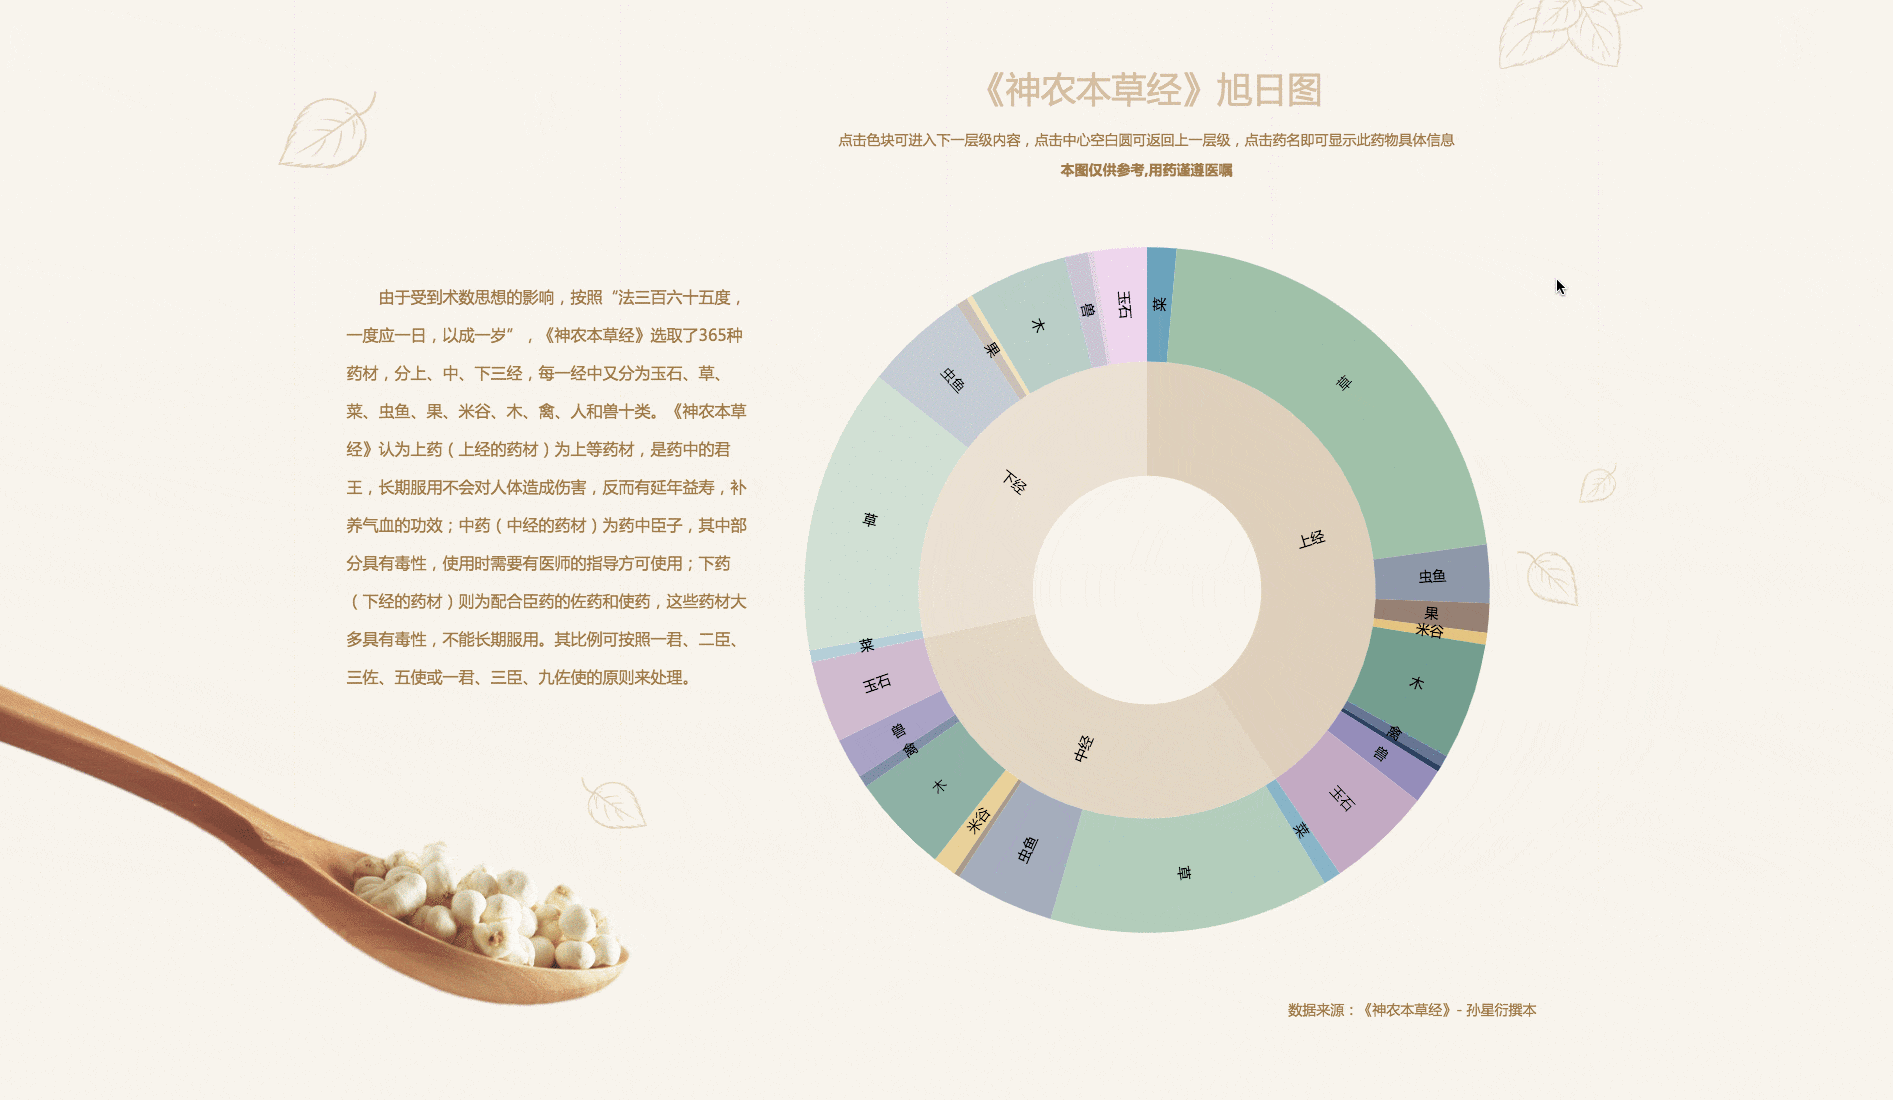 《神农本草经》旭日图
点击色块可进入下一层级内容，点击中心空白圆可返回上一层级，点击药名即可显示此药物具体信息
本图仅供参考,用药谨遵医嘱
由于受到术数思想的影响，按照“法三百六十五度，
一度应一日，以成一岁”，《神农本草经》选取了365种
药材，分上、中、下三经，每一经中又分为玉石、草、
菜、虫鱼、果、米谷、木、禽、人和兽十类。《神农本草
经》认为上药（上经的药材）为上等药材，是药中的君
王，长期服用不会对人体造成伤害，反而有延年益寿，补
养气血的功效；中药（中经的药材）为药中臣子，其中部
分具有毒性，使用时需要有医师的指导方可使用；下药
（下经的药材）则为配合臣药的佐药和使药，这些药材大
多具有毒性，不能长期服用。其比例可按照一君、二臣、
三佐、五使或一君、三臣、九佐使的原则来处理。
上经
菜
草
虫鱼
果
米谷
木
禽
兽
玉石
中经
菜
草
虫鱼
米谷
木
禽
兽
玉石
下经
菜
草
虫鱼
果
木
兽
玉石
数据来源：《神农本草经》- 孙星衍撰本